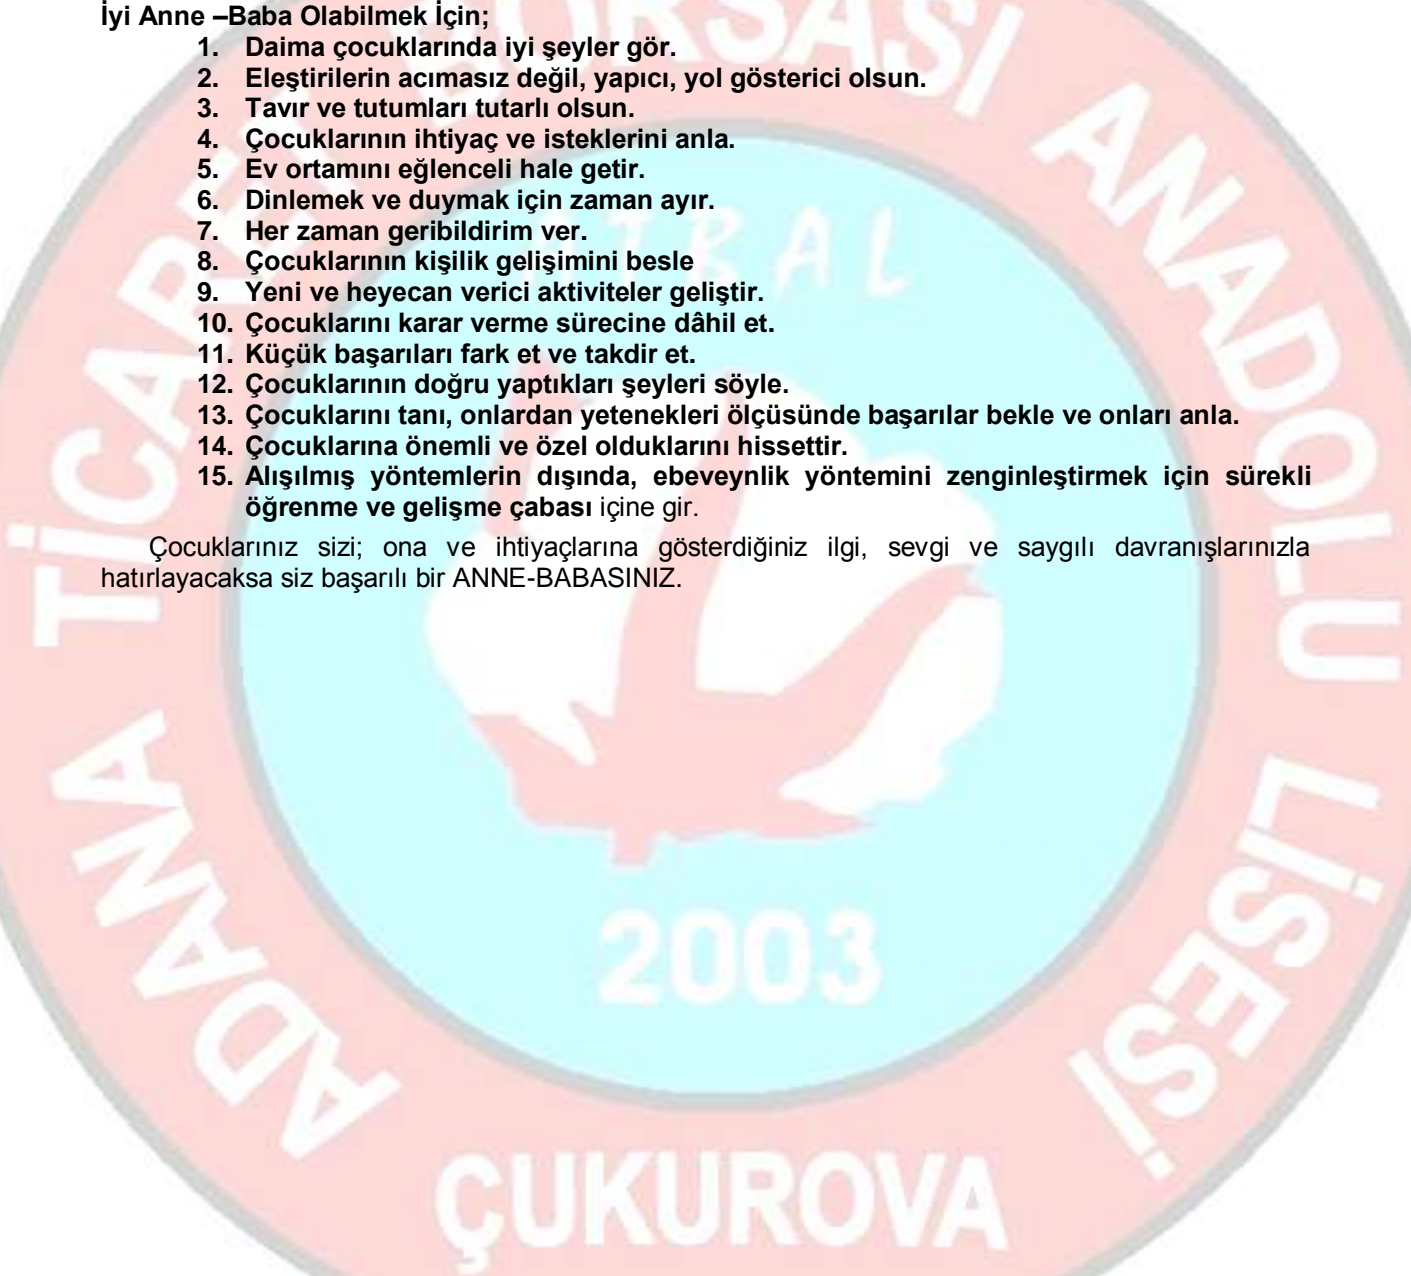 İyi Anne –Baba Olabilmek İçin;
1. Daima çocuklarında iyi şeyler gör.
2. Eleştirilerin acımasız değil, yapıcı, yol gösterici olsun.
3. Tavır ve tutumları tutarlı olsun.
4. Çocuklarının ihtiyaç ve isteklerini anla.
5. Ev ortamını eğlenceli hale getir.
6. Dinlemek ve duymak için zaman ayır.
7. Her zaman geribildirim ver.
8. Çocuklarının kişilik gelişimini besle
9. Yeni ve heyecan verici aktiviteler geliştir.
10. Çocuklarını karar verme sürecine dâhil et.
11. Küçük başarıları fark et ve takdir et.
12. Çocuklarının doğru yaptıkları şeyleri söyle.
13. Çocuklarını tanı, onlardan yetenekleri ölçüsünde başarılar bekle ve onları anla.
14. Çocuklarına önemli ve özel olduklarını hissettir.
15. Alışılmış yöntemlerin dışında, ebeveynlik yöntemini zenginleştirmek için sürekli
öğrenme ve gelişme çabası içine gir.
Çocuklarınız sizi; ona ve ihtiyaçlarına gösterdiğiniz ilgi, sevgi ve saygılı davranışlarınızla
hatırlayacaksa siz başarılı bir ANNE-BABASINIZ.
ADANA TİCARET BORSASI ANADOLU LİSESİ
ATBAL
2003
ÇUKUROVA